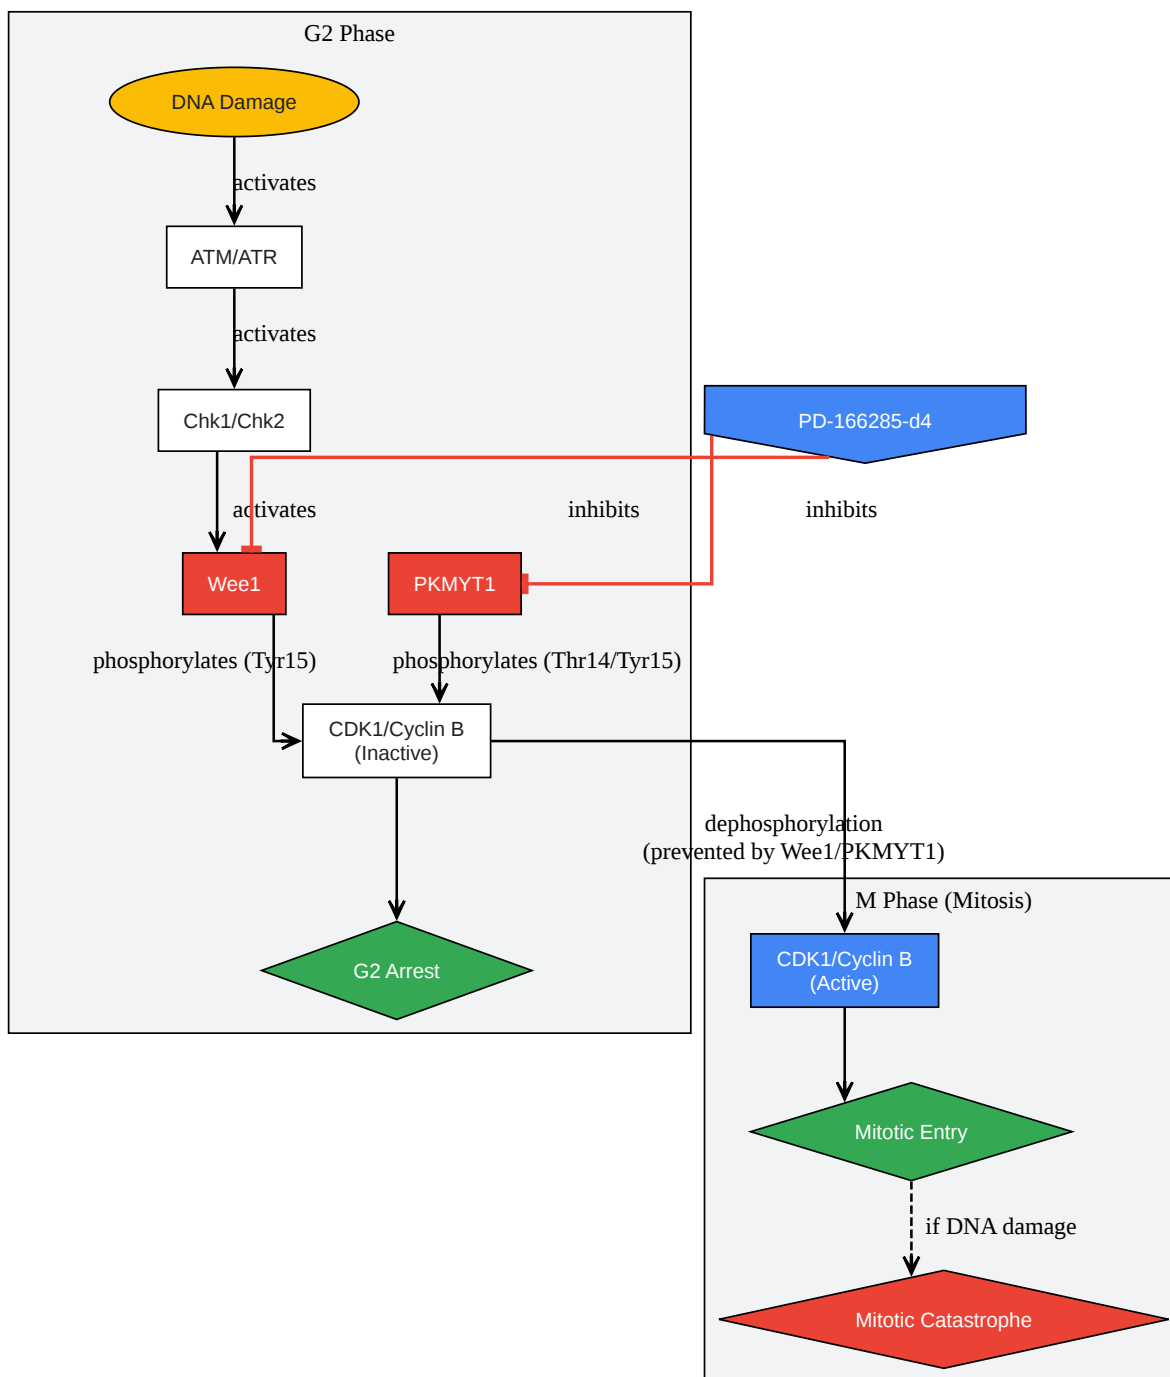 G2 Phase
DNA Damage
activates
ATM/ATR
activates
Chk1/Chk2
PD-166285-d4
activates
inhibits
inhibits
Wee1
PKMYT1
phosphorylates (Tyr15)
phosphorylates (Thr14/Tyr15)
CDK1/Cyclin B
(Inactive)
dephosphorylation
(prevented by Wee1/PKMYT1)
M Phase (Mitosis)
CDK1/Cyclin B
(Active)
G2 Arrest
Mitotic Entry
if DNA damage
Mitotic Catastrophe